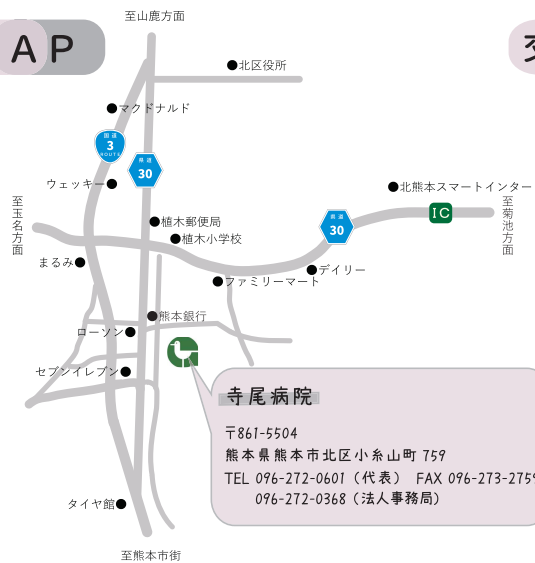 至山鹿方面
AP
北区役所
マクドナルド
国道
3
ROUTE
県道
30
ウェッキー
北熊本スマートインター
IC
至玉名方面
至菊池方面
植木郵便局
植木小学校
県道
30
まるみ
デイリー
ファミリーマート
熊本銀行
ローソン
セブンイレブン
寺尾病院
〒861-5504
熊本県熊本市北区小糸山町 759
TEL 096-272-0601（代表） FAX 096-273-275
096-272-0368（法人事務局）
タイヤ館
至熊本市街